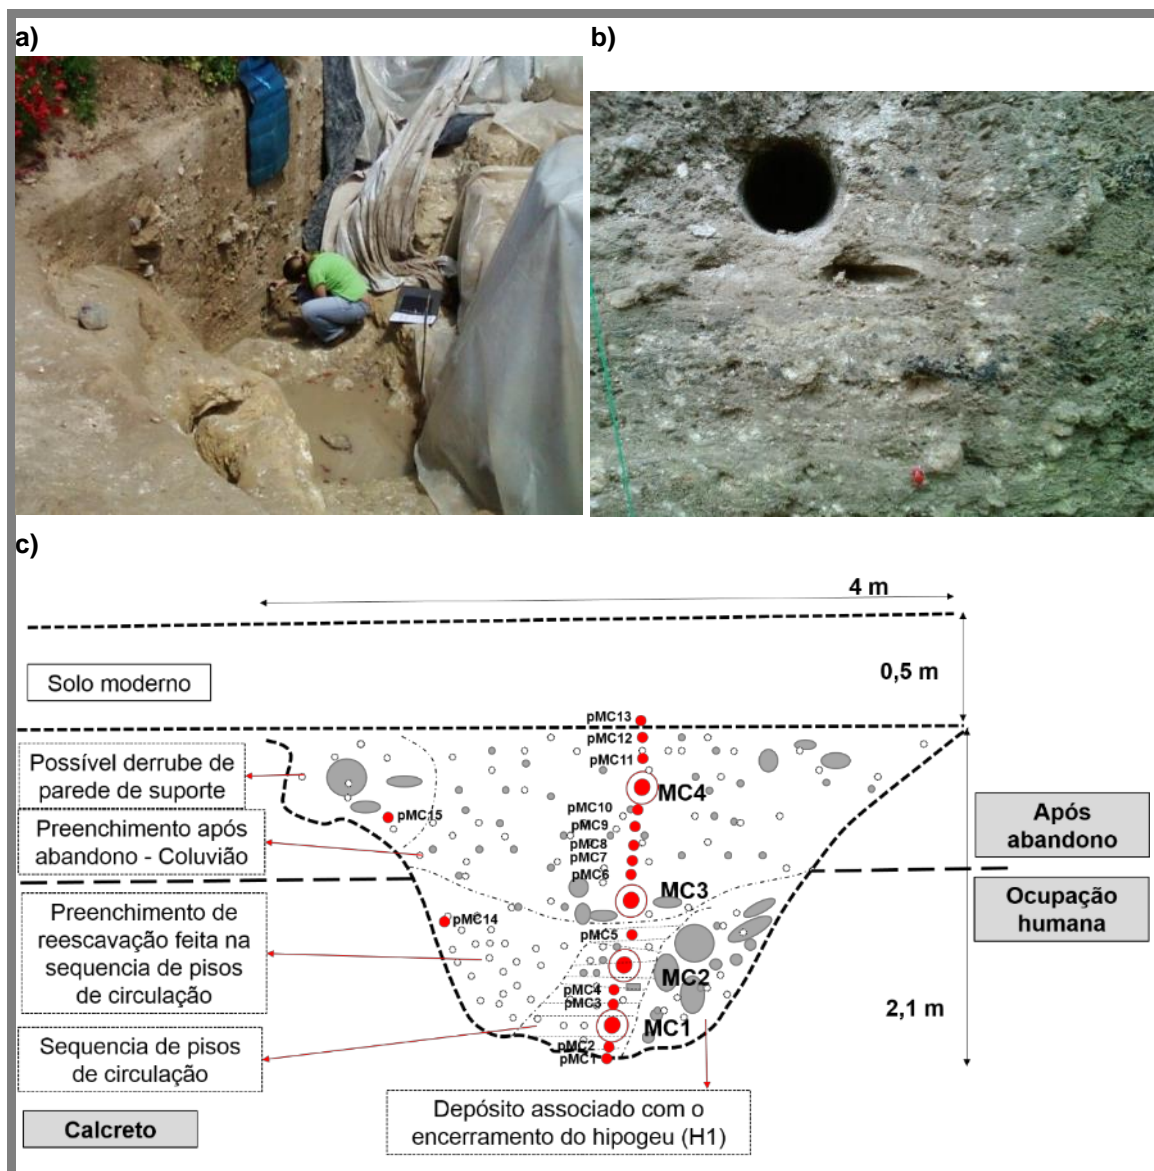 a)
b)
c)
4 m
Solo moderno
0,5 m
pMC13
pMC12
pMC11
MC4
pMC10
pMC9
pMC8
pMC7
pMC6
MC3
pMC5
MC2
pMC4
pMC3
MC1
pMC2
pMC1
pMC15
pMC14
Possível derrube de
parede de suporte
Preenchimento após
abandono - Coluvião
Preenchimento de
reescavação feita na
sequencia de pisos
de circulação
Sequencia de pisos
de circulação
Calcreto
Depósito associado com o
encerramento do hipogeu (H1)
Após
abandono
Ocupação
humana
2,1 m